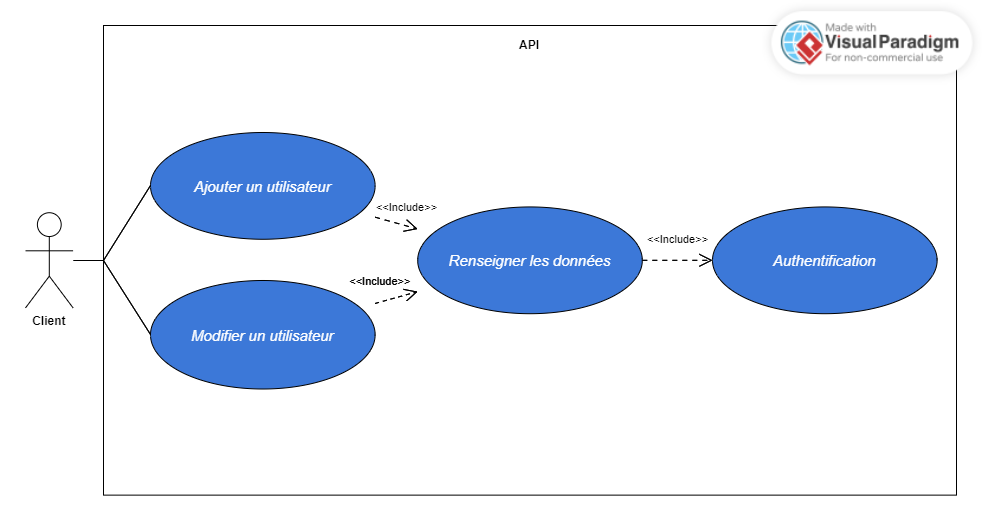 API
Made with
Visual Paradigm
For non-commercial use
Ajouter un utilisateur
<<Include>>
<<Include>>
Renseigner les données
Authentification
<<Include>>
Client
Modifier un utilisateur